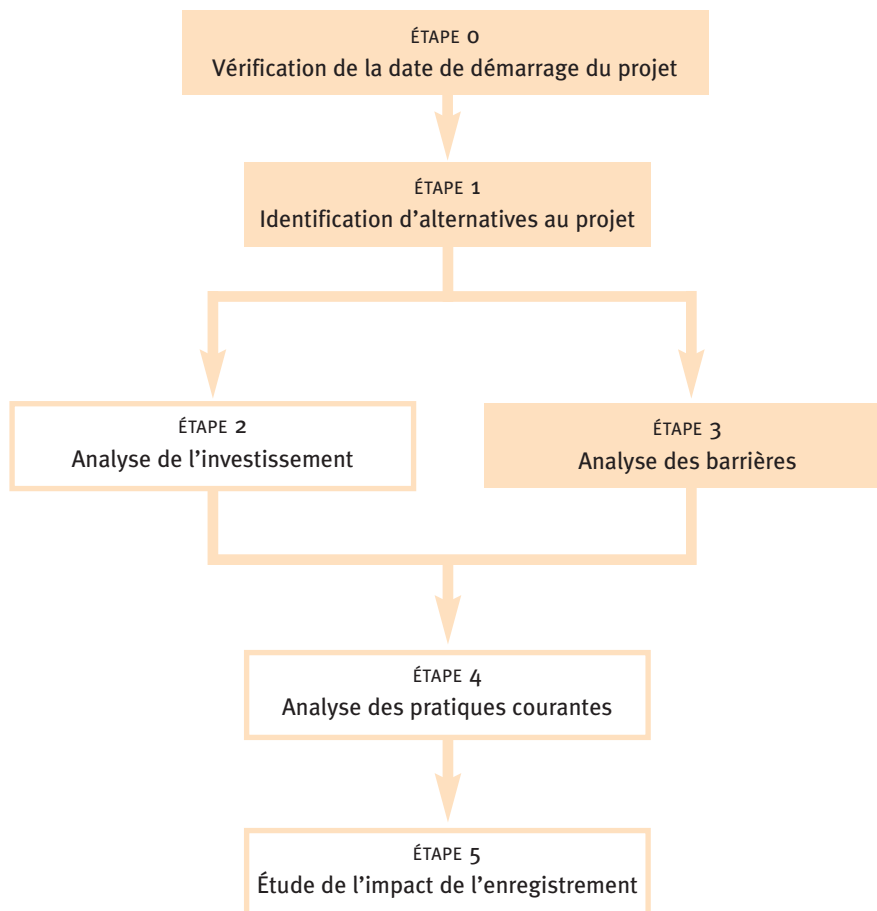 ÉTAPE 0
Vérification de la date de démarrage du projet
ÉTAPE 1
Identification d’alternatives au projet
ÉTAPE 2
Analyse de l’investissement
ÉTAPE 3
Analyse des barrières
ÉTAPE 4
Analyse des pratiques courantes
ÉTAPE 5
Étude de l’impact de l’enregistrement